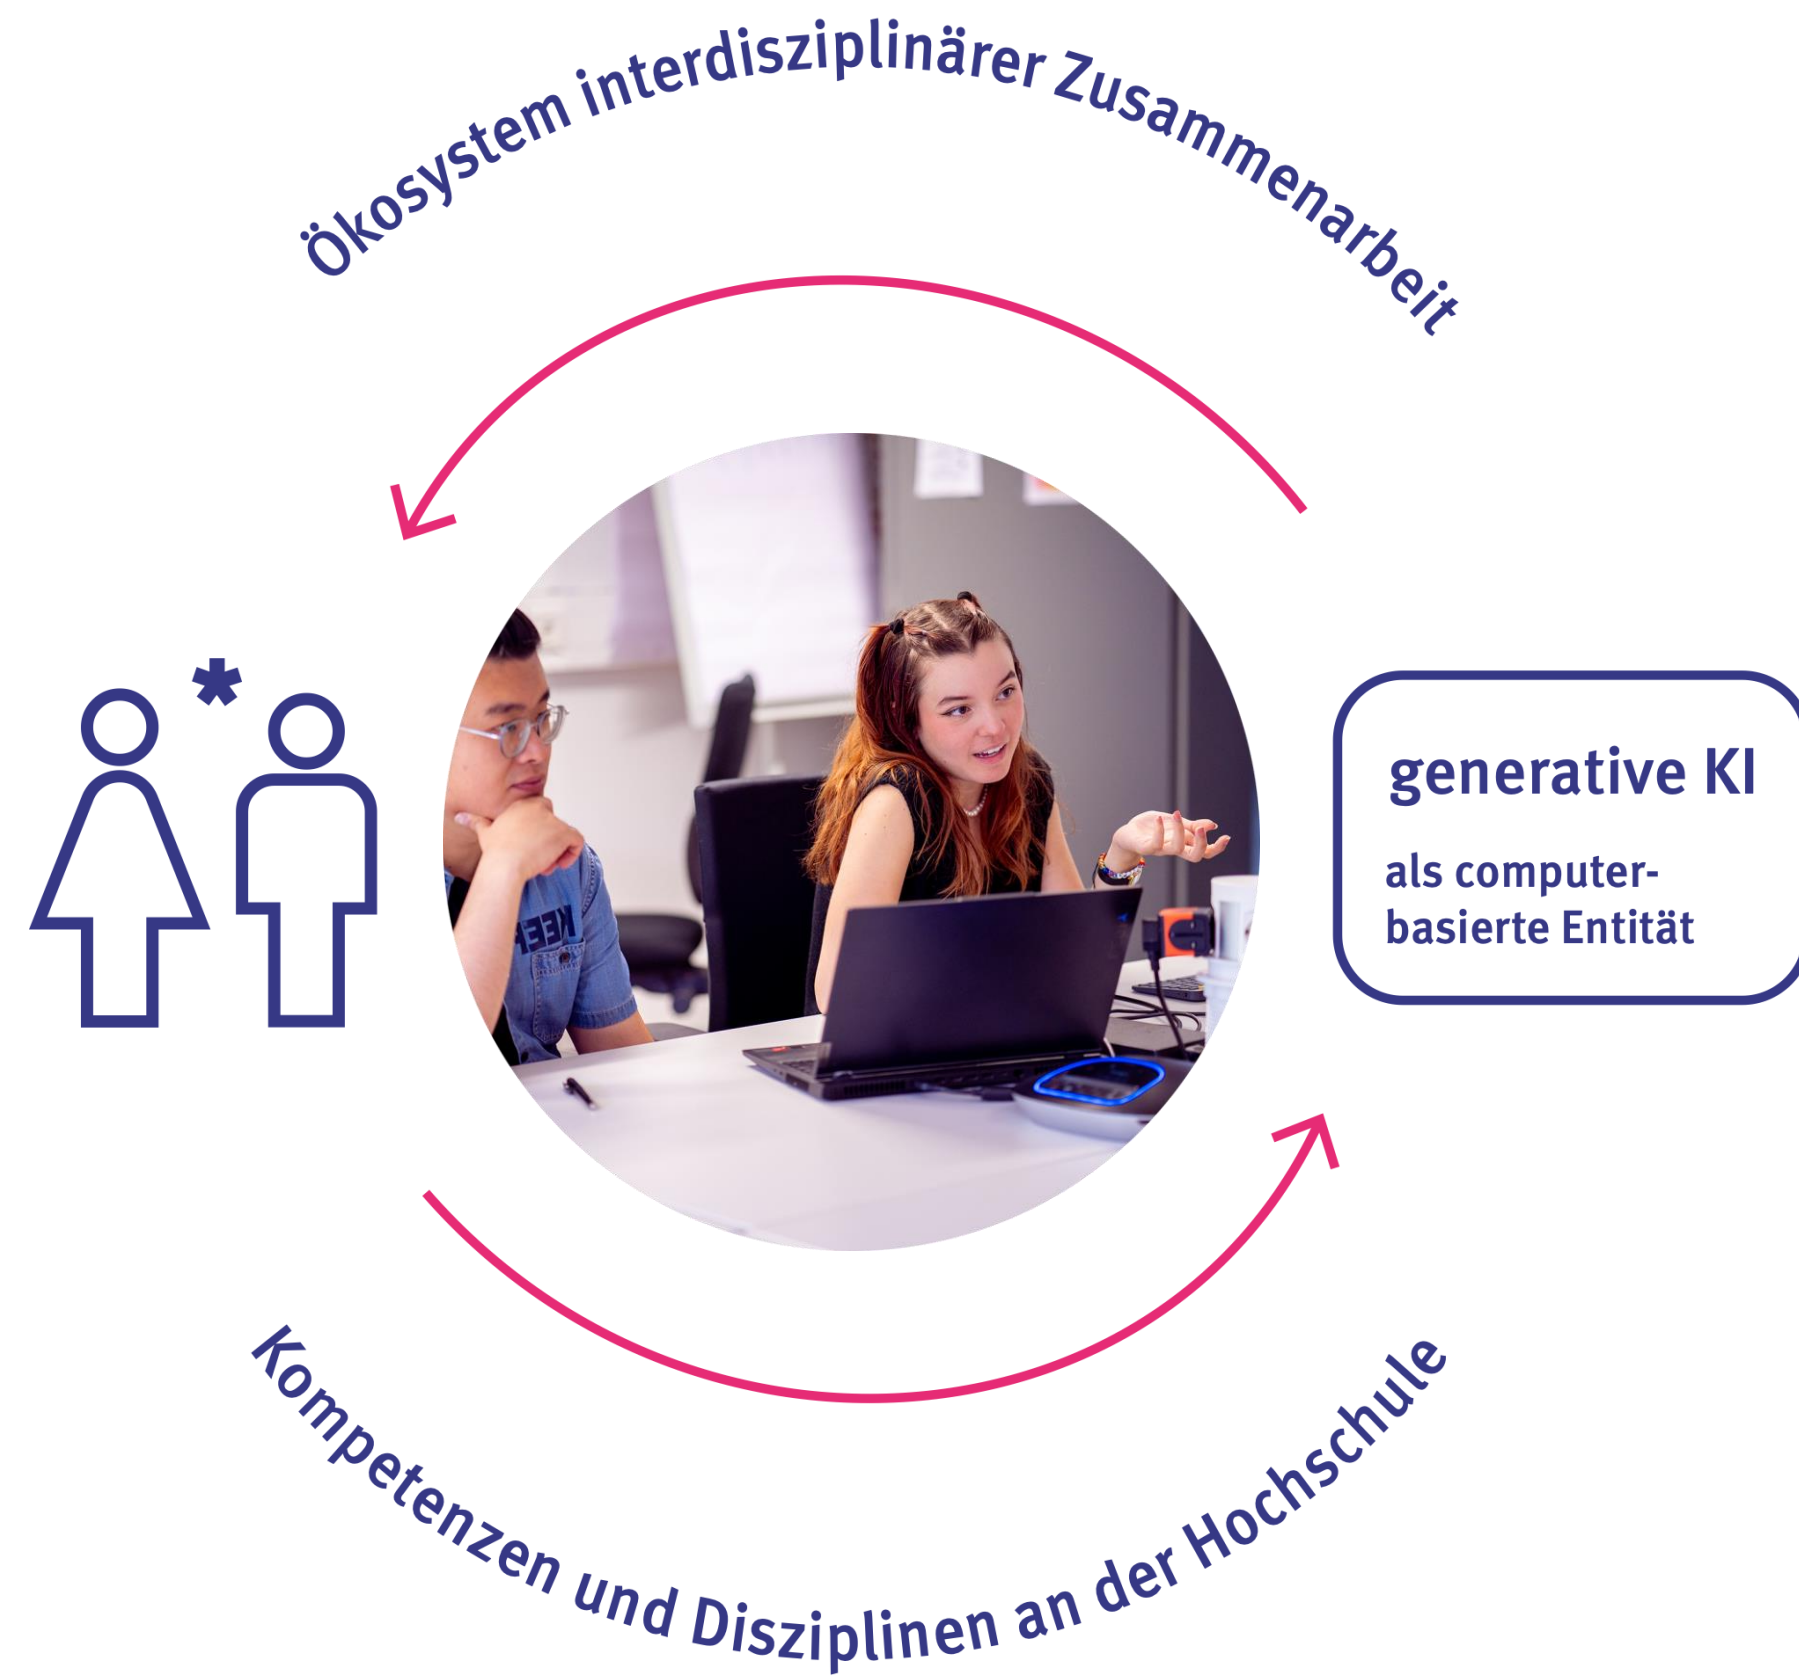 Ökosystem interdisziplinärer Zusammenarbeit
*
generative KI
als computer-
basierte Entität
Kompetenzen und Disziplinen an der Hochschule